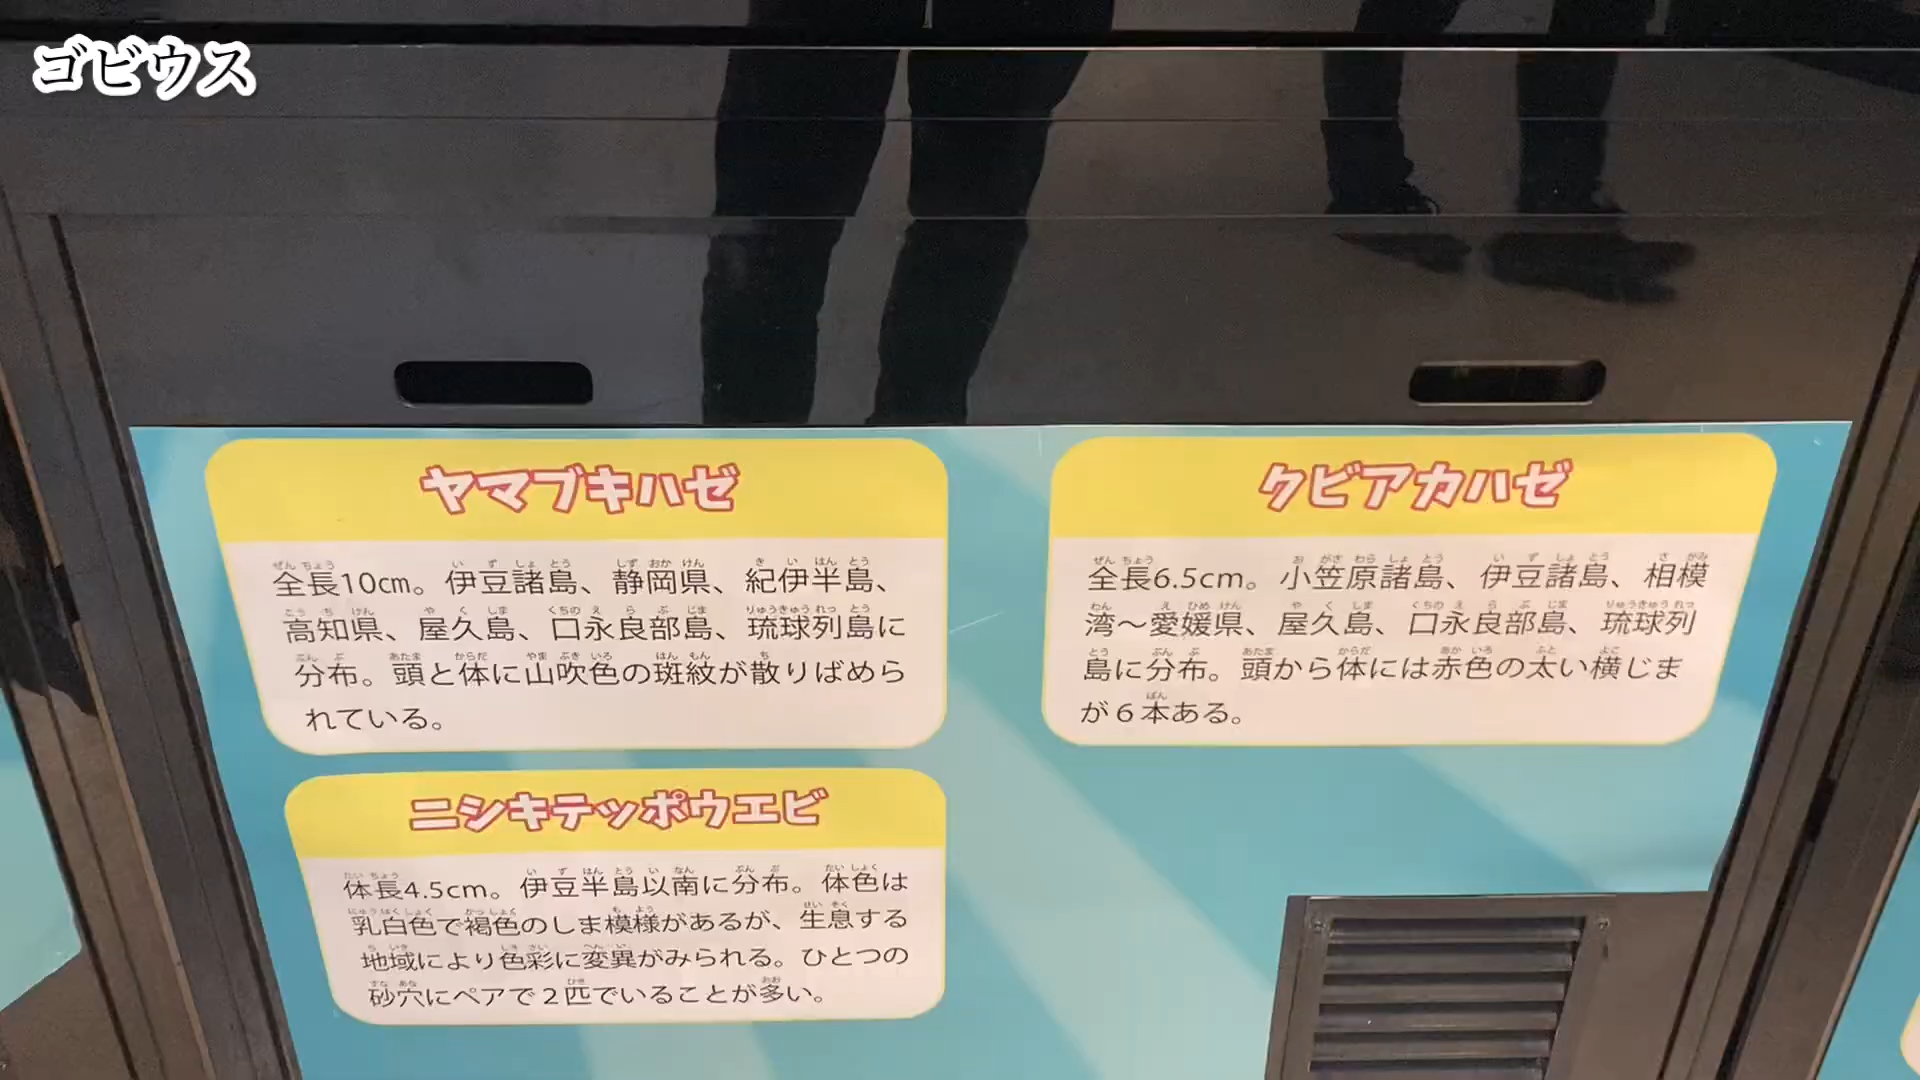 ゴビウス
ヤマブキハゼ
全長10cm。伊豆諸島、静岡県、紀伊半島、
高知県、屋久島、口永良部島、琉球列島に
分布。頭と体に山吹色の斑紋が散りばめら
れている。
クビアカハゼ
全長6.5cm。小笠原諸島、伊豆諸島、相模
湾～愛媛県、屋久島、口永良部島、琉球列
島に分布。頭から体には赤色の太い横じま
が６本ある。
ニシキテッポウエビ
体長4.5cm。伊豆半島以南に分布。体色は
乳白色で褐色のしま模様があるが、生息する
地域により色彩に変異がみられる。ひとつの
砂穴にペアで２匹でいることが多い。